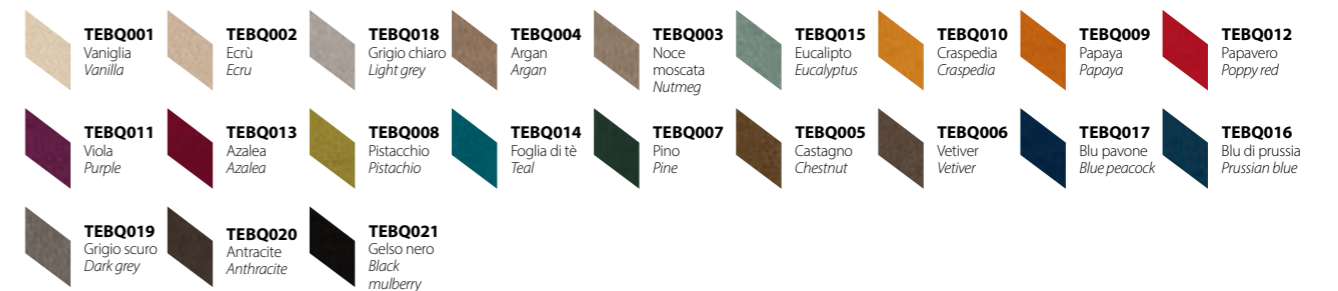 TEBQ001
Vaniglia
Vanilla
TEBQ002
Ecrù
Ecru
TEBQ018
Grigio chiaro
Light grey
TEBQ004
Argan
Argan
TEBQ003
Noce
moscata
Nutmeg
TEBQ015
Eucalipto
Eucalyptus
TEBQ010
Craspedia
Craspedia
TEBQ009
Papaya
Papaya
TEBQ012
Papavero
Poppy red
TEBQ011
Viola
Purple
TEBQ013
Azalea
Azalea
TEBQ008
Pistacchio
Pistachio
TEBQ014
Foglia di tè
Teal
TEBQ007
Pino
Pine
TEBQ005
Castagno
Chestnut
TEBQ006
Vetiver
Vetiver
TEBQ017
Blu pavone
Blue peacock
TEBQ016
Blu di prussia
Prussian blue
TEBQ019
Grigio scuro
Dark grey
TEBQ020
Antracite
Anthracite
TEBQ021
Gelso nero
Black
mulberry